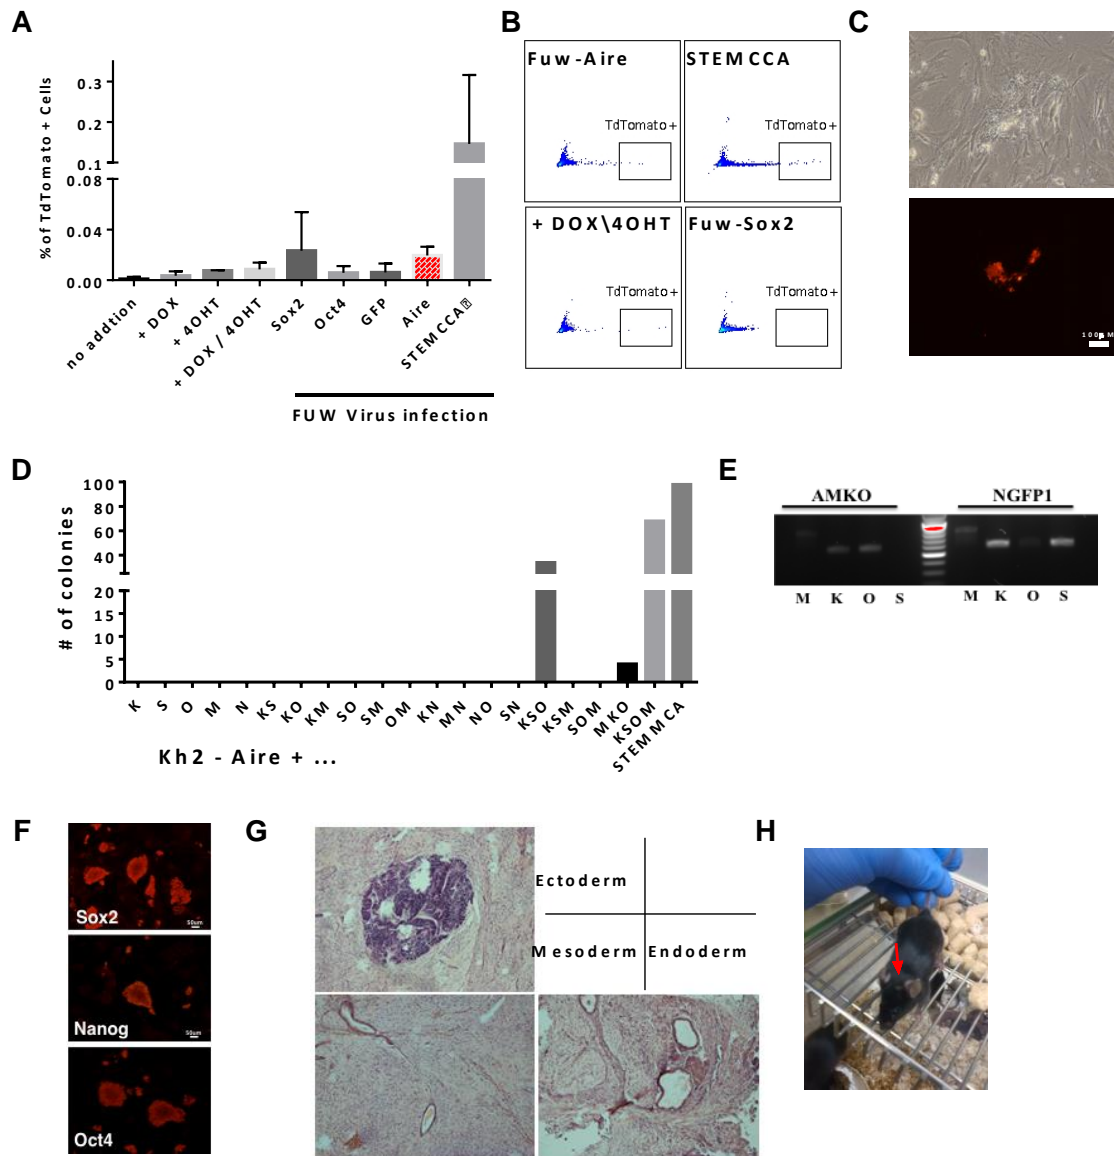 A
% of TdTomato + Cells
0.3
0.2
0.1
0.08
0.04
0.00
no addtion
+ DOX
+ 4OHT
+ DOX / 4OHT
Sox2
Oct4
GFP
Aire
STEMCCA
FUW Virus infection
B
Fuw-Aire
TdTomato +
STEMCCA
TdTomato +
+ DOX\4OHT
TdTomato +
Fuw-Sox2
TdTomato +
C
D
# of colonies
100
80
60
40
20
15
10
5
0
K
S
O
M
N
KS
KO
KM
SO
SM
OM
KN
MN
NO
SN
KSO
KSM
SOM
MKO
KSOM
STEMMCA
Kh2 - Aire + ...
E
AMKO NGFP1
M K O S M K O S
F
Sox2
50um
Nanog
50um
Oct4
G
Ectoderm
Mesoderm Endoderm
H